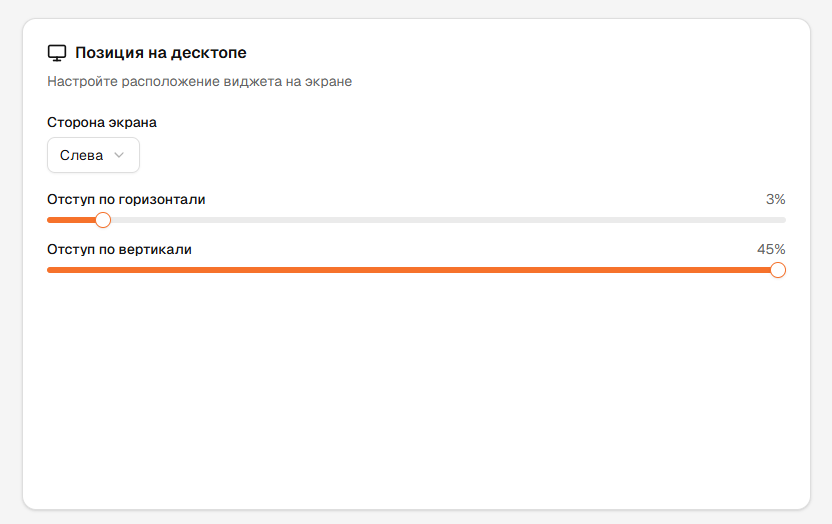 Позиция на десктопе
Настройте расположение виджета на экране
Сторона экрана
Слева
Отступ по горизонтали 3%
Отступ по вертикали 45%